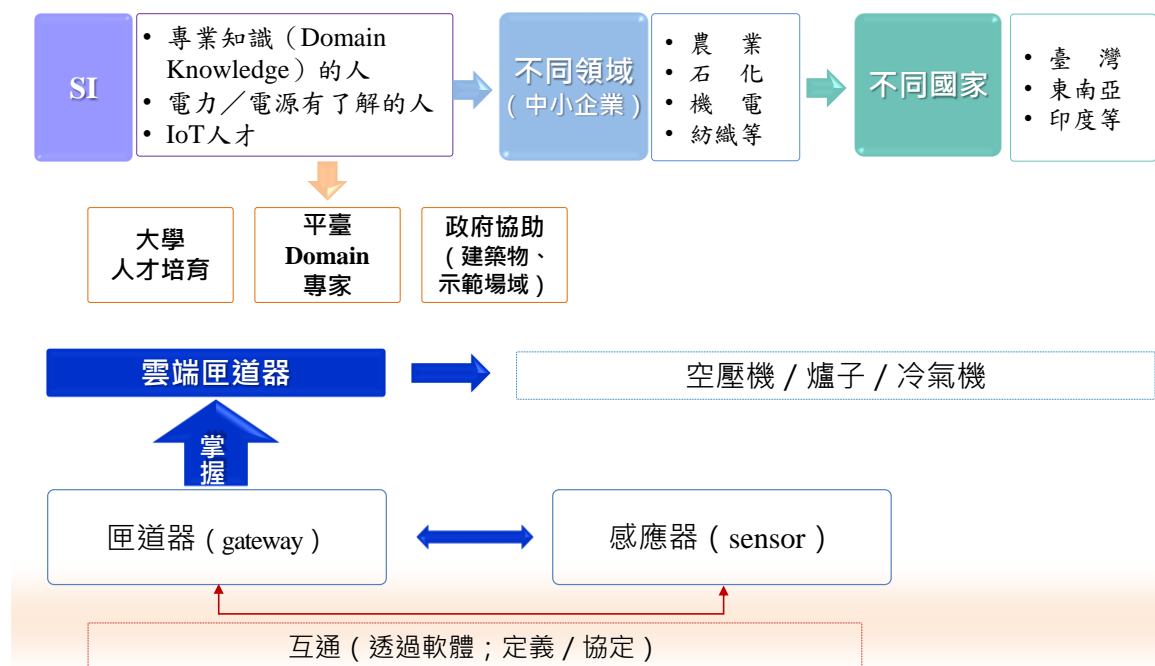 SI
• 專業知識（Domain
Knowledge）的人
• 電力／電源有了解的人
• IoT人才
不同領域
（中小企業）
• 農　業
• 石　化
• 機　電
• 紡織等
不同國家
• 臺　灣
• 東南亞
• 印度等
大學
人才培育
平臺
Domain
專家
政府協助
（建築物、
示範場域）
雲端匣道器
空壓機 / 爐子 / 冷氣機
掌
握
匣道器（gateway）
感應器（sensor）
互通（透過軟體；定義 / 協定）